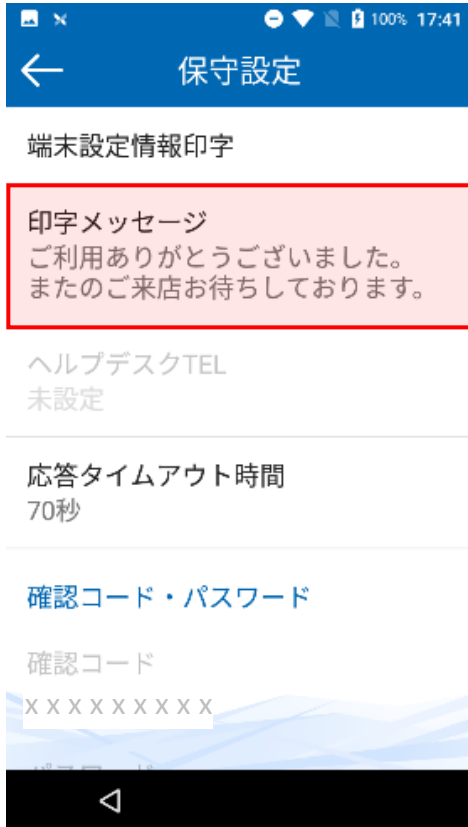 100% 17:41
保守設定
端末設定情報印字
印字メッセージ
ご利用ありがとうございました。
またのご来店お待ちしております。
ヘルプデスクTEL
未設定
応答タイムアウト時間
70秒
確認コード・パスワード
確認コード
xxxxxxxxx